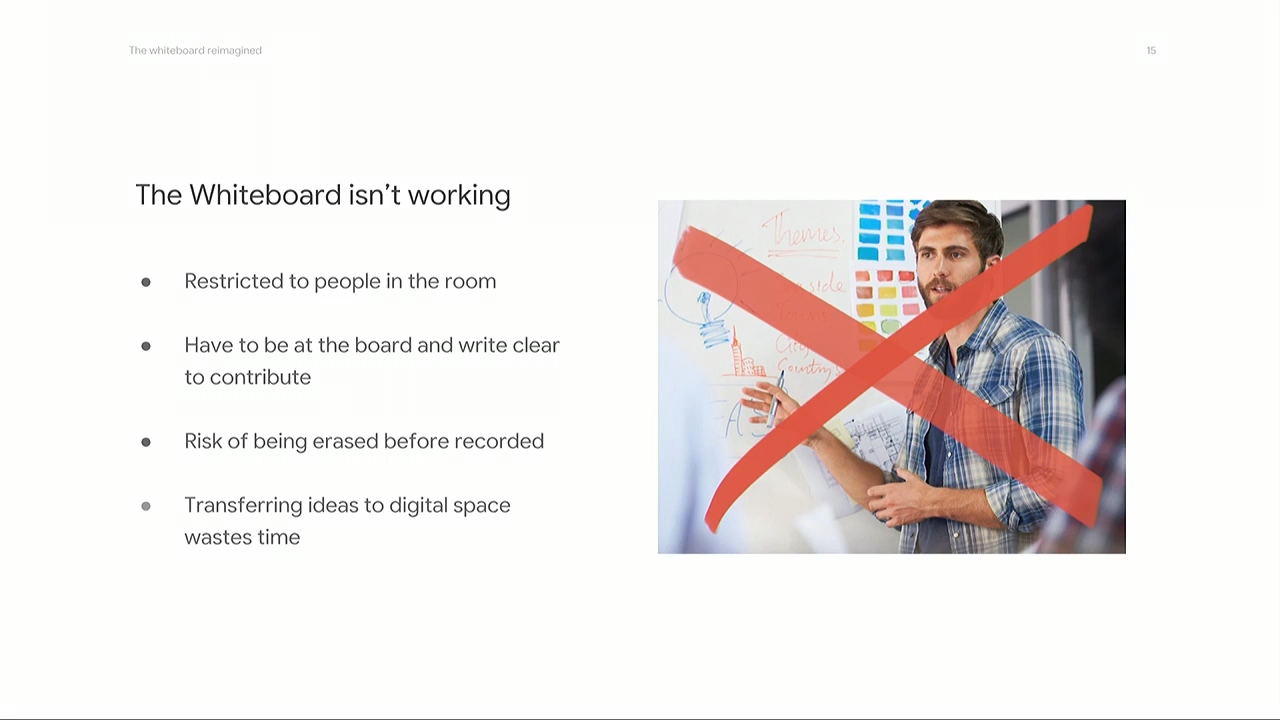 The whiteboard reimagined
15
The Whiteboard isn't working
● Restricted to people in the room
● Have to be at the board and write clear
to contribute
● Risk of being erased before recorded
● Transferring ideas to digital space
wastes time
Themes